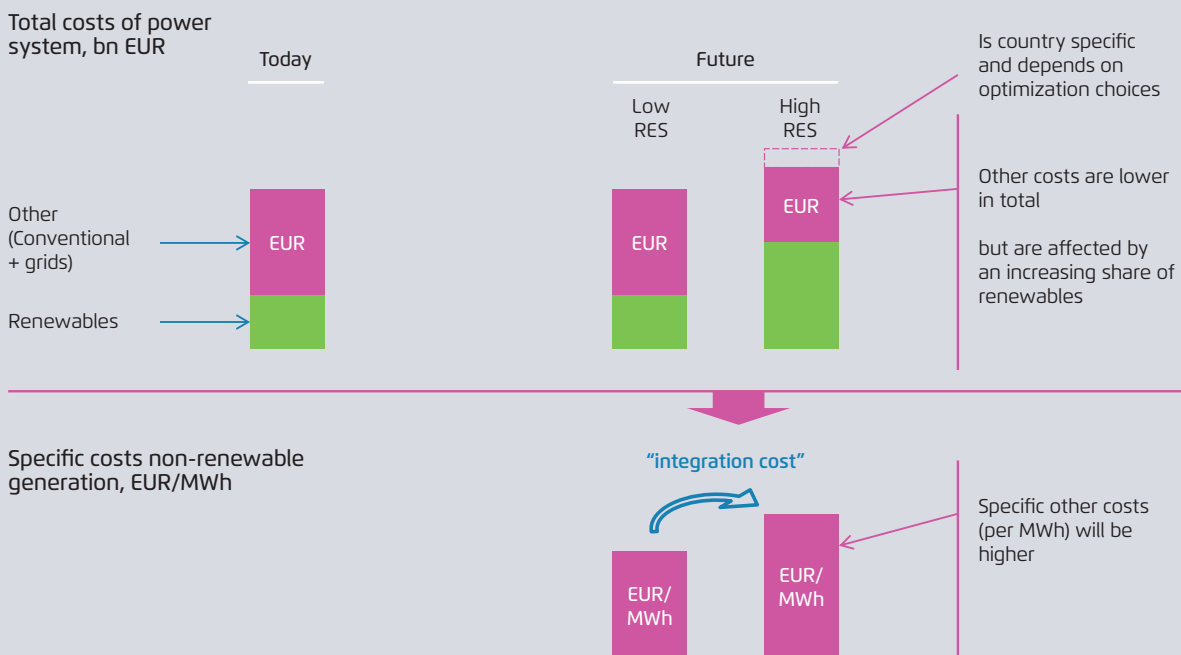 Total costs of power
system, bn EUR
Today
Future
Low
RES
High
RES
Is country specific
and depends on
optimization choices
Other
(Conventional
+ grids)
EUR
EUR
EUR
Other costs are lower
in total
but are affected by
an increasing share of
renewables
Renewables
Specific costs non-renewable
generation, EUR/MWh
“integration cost”
EUR/
MWh
EUR/
MWh
Specific other costs
(per MWh) will be
higher